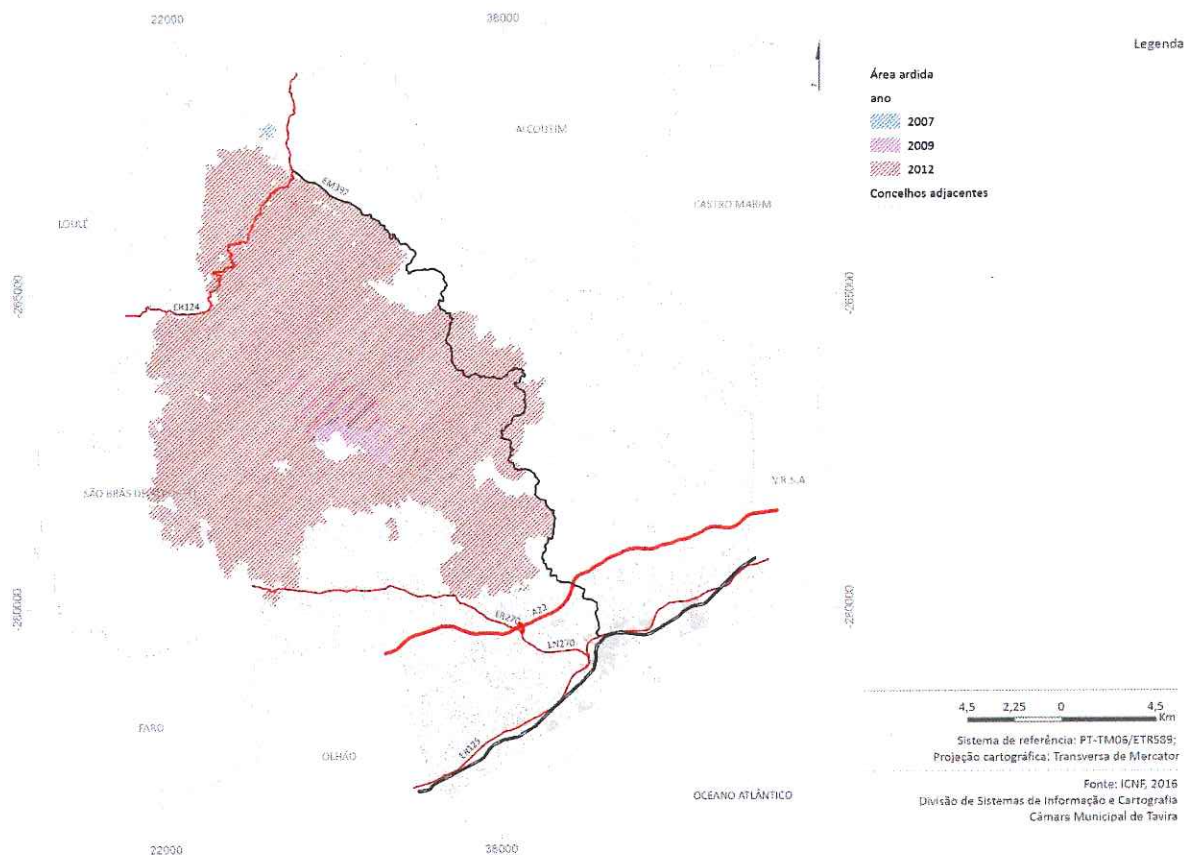 22000
38000
Legenda
Área ardida
ano
2007
2009
2012
Concelhos adjacentes
ALCOUTIM
EM397
CASTRO MARIM
LOULÉ
-265000
-265000
ER124
SÃO BRÁS DE
V.R.S.A
-280000
-280000
ER270
A22
EN270
FARO
OLHÃO
EN125
4,5 2,25 0 4,5
Km
Sistema de referência: PT-TM06/ETRS89;
Projeção cartográfica: Transversa de Mercator
OCEANO ATLÂNTICO
Fonte: ICNF, 2016
Divisão de Sistemas de Informação e Cartografia
Câmara Municipal de Tavira
22000
38000